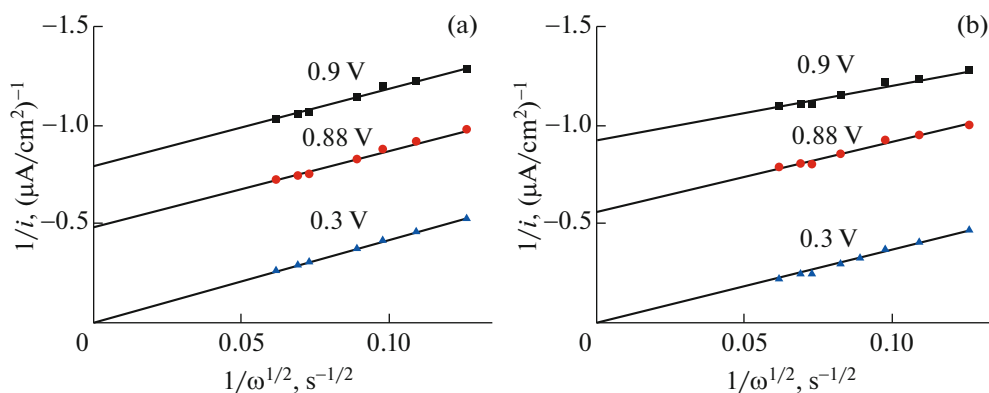 −1.5
(a)
0.9 V
−1.0
0.88 V
−0.5
0.3 V
0
0.05
0.10
1/i, (μA/cm²)⁻¹
1/ω^{1/2}, s^{−1/2}
−1.5
(b)
0.9 V
−1.0
0.88 V
−0.5
0.3 V
0
0.05
0.10
1/i, (μA/cm²)⁻¹
1/ω^{1/2}, s^{−1/2}